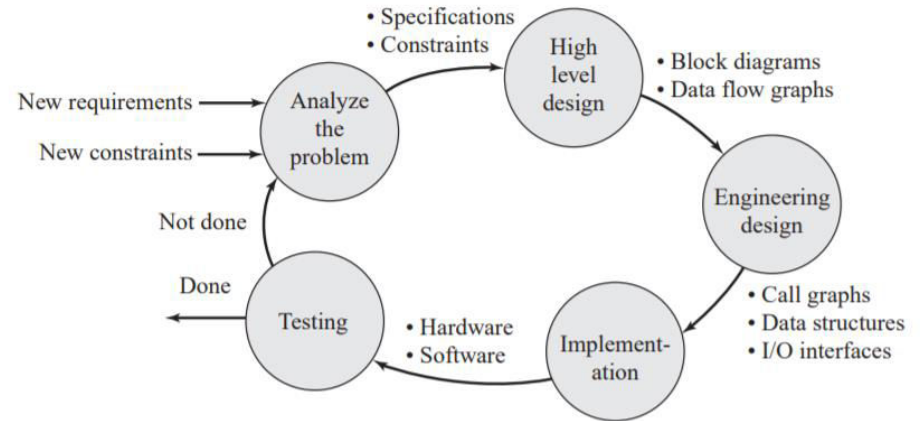 • Specifications
• Constraints
High
level
design
• Block diagrams
• Data flow graphs
New requirements
New constraints
Analyze
the
problem
Engineering
design
Not done
Done
Testing
• Hardware
• Software
Implement-
ation
• Call graphs
• Data structures
• I/O interfaces